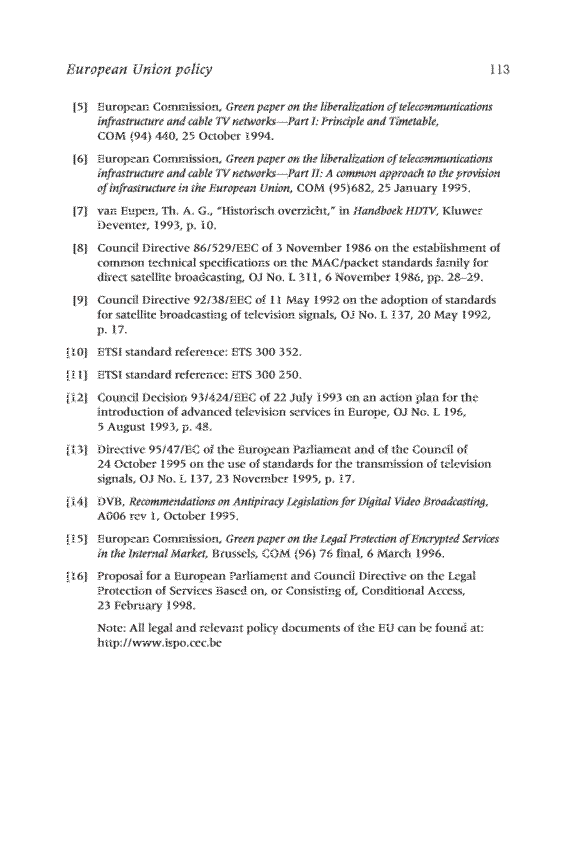 European Union policy 113
[5] European Commission, Green paper on the liberalization of telecommunications
infrastructure and cable TV networks—Part I: Principle and Timetable,
COM (94) 440, 25 October 1994.
[6] European Commission, Green paper on the liberalization of telecommunications
infrastructure and cable TV networks—Part II: A common approach to the provision
of infrastructure in the European Union, COM (95)682, 25 January 1995.
[7] van Eupen, Th. A. G., “Historisch overzicht,” in Handboek HDTV, Kluwer
Deventer, 1993, p. 10.
[8] Council Directive 86/529/EEC of 3 November 1986 on the establishment of
common technical specifications on the MAC/packet standards family for
direct satellite broadcasting, OJ No. L 311, 6 November 1986, pp. 28–29.
[9] Council Directive 92/38/EEC of 11 May 1992 on the adoption of standards
for satellite broadcasting of television signals, OJ No. L 137, 20 May 1992,
p. 17.
[10] ETSI standard reference: ETS 300 352.
[11] ETSI standard reference: ETS 300 250.
[12] Council Decision 93/424/EEC of 22 July 1993 on an action plan for the
introduction of advanced television services in Europe, OJ No. L 196,
5 August 1993, p. 48.
[13] Directive 95/47/EC of the European Parliament and of the Council of
24 October 1995 on the use of standards for the transmission of television
signals, OJ No. L 137, 23 November 1995, p. 17.
[14] DVB, Recommendations on Antipiracy Legislation for Digital Video Broadcasting,
A006 rev 1, October 1995.
[15] European Commission, Green paper on the Legal Protection of Encrypted Services
in the Internal Market, Brussels, COM (96) 76 final, 6 March 1996.
[16] Proposal for a European Parliament and Council Directive on the Legal
Protection of Services Based on, or Consisting of, Conditional Access,
23 February 1998.
Note: All legal and relevant policy documents of the EU can be found at:
http://www.ispo.cec.be